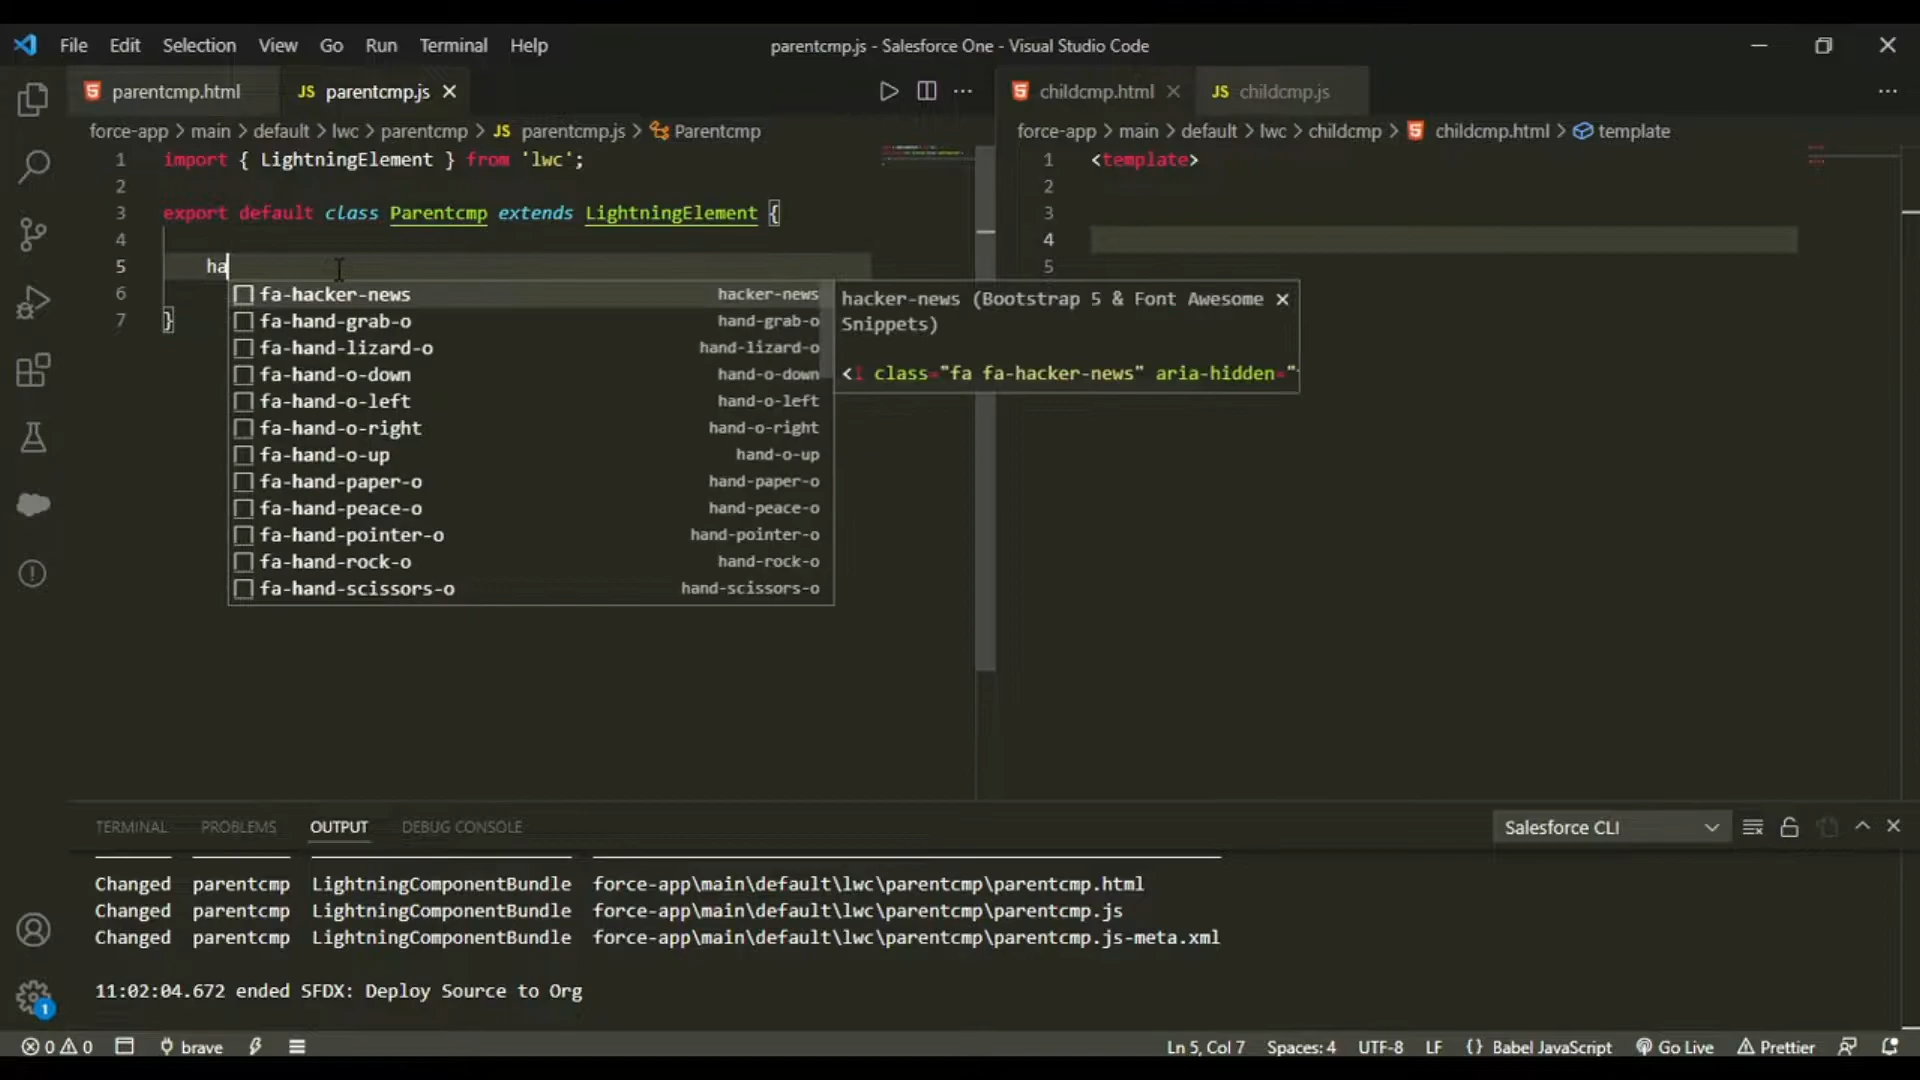 File Edit Selection View Go Run Terminal Help
parentcmp.js - Salesforce One - Visual Studio Code
parentcmp.html JS parentcmp.js
childcmp.html JS childcmp.js
force-app > main > default > lwc > parentcmp > JS parentcmp.js > Parentcmp
force-app > main > default > lwc > childcmp > childcmp.html > template
1 import { LightningElement } from 'lwc';
2
3 export default class Parentcmp extends LightningElement {
4
5 ha
6
7 }
fa-hacker-news hacker-news
fa-hand-grab-o hand-grab-o
fa-hand-lizard-o hand-lizard-o
fa-hand-o-down hand-o-down
fa-hand-o-left hand-o-left
fa-hand-o-right hand-o-right
fa-hand-o-up hand-o-up
fa-hand-paper-o hand-paper-o
fa-hand-peace-o hand-peace-o
fa-hand-pointer-o hand-pointer-o
fa-hand-rock-o hand-rock-o
fa-hand-scissors-o hand-scissors-o
hacker-news (Bootstrap 5 & Font Awesome
Snippets)
<i class="fa fa-hacker-news" aria-hidden="
1 <template>
2
3
4
5
TERMINAL PROBLEMS OUTPUT DEBUG CONSOLE
Salesforce CLI
Changed parentcmp LightningComponentBundle force-app\main\default\lwc\parentcmp\parentcmp.html
Changed parentcmp LightningComponentBundle force-app\main\default\lwc\parentcmp\parentcmp.js
Changed parentcmp LightningComponentBundle force-app\main\default\lwc\parentcmp\parentcmp.js-meta.xml
11:02:04.672 ended SFDX: Deploy Source to Org
1
0 0 brave
Ln 5, Col 7 Spaces: 4 UTF-8 LF {} Babel JavaScript Go Live Prettier